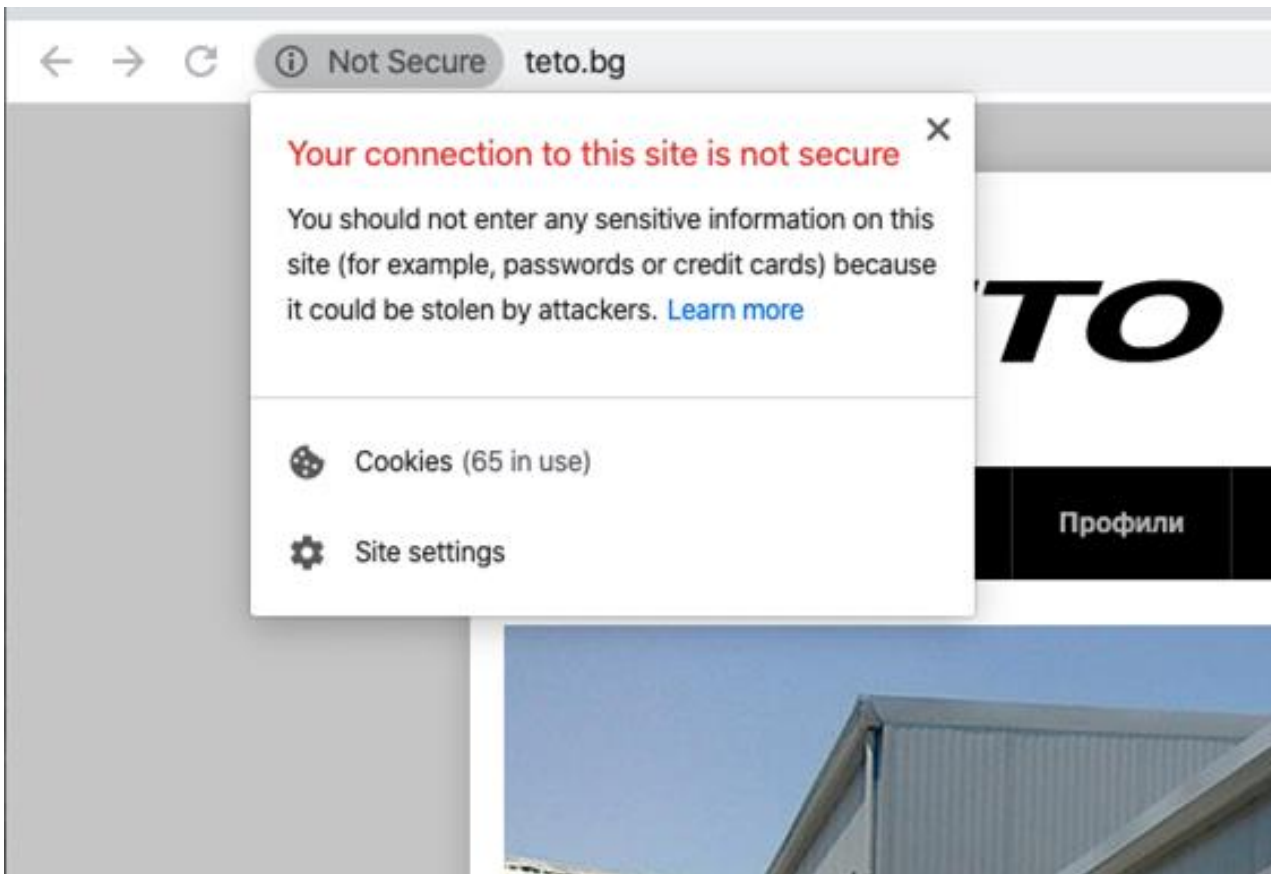 Not Secure teto.bg
Your connection to this site is not secure
You should not enter any sensitive information on this
site (for example, passwords or credit cards) because
it could be stolen by attackers. Learn more
TO
Cookies (65 in use)
Профили
Site settings